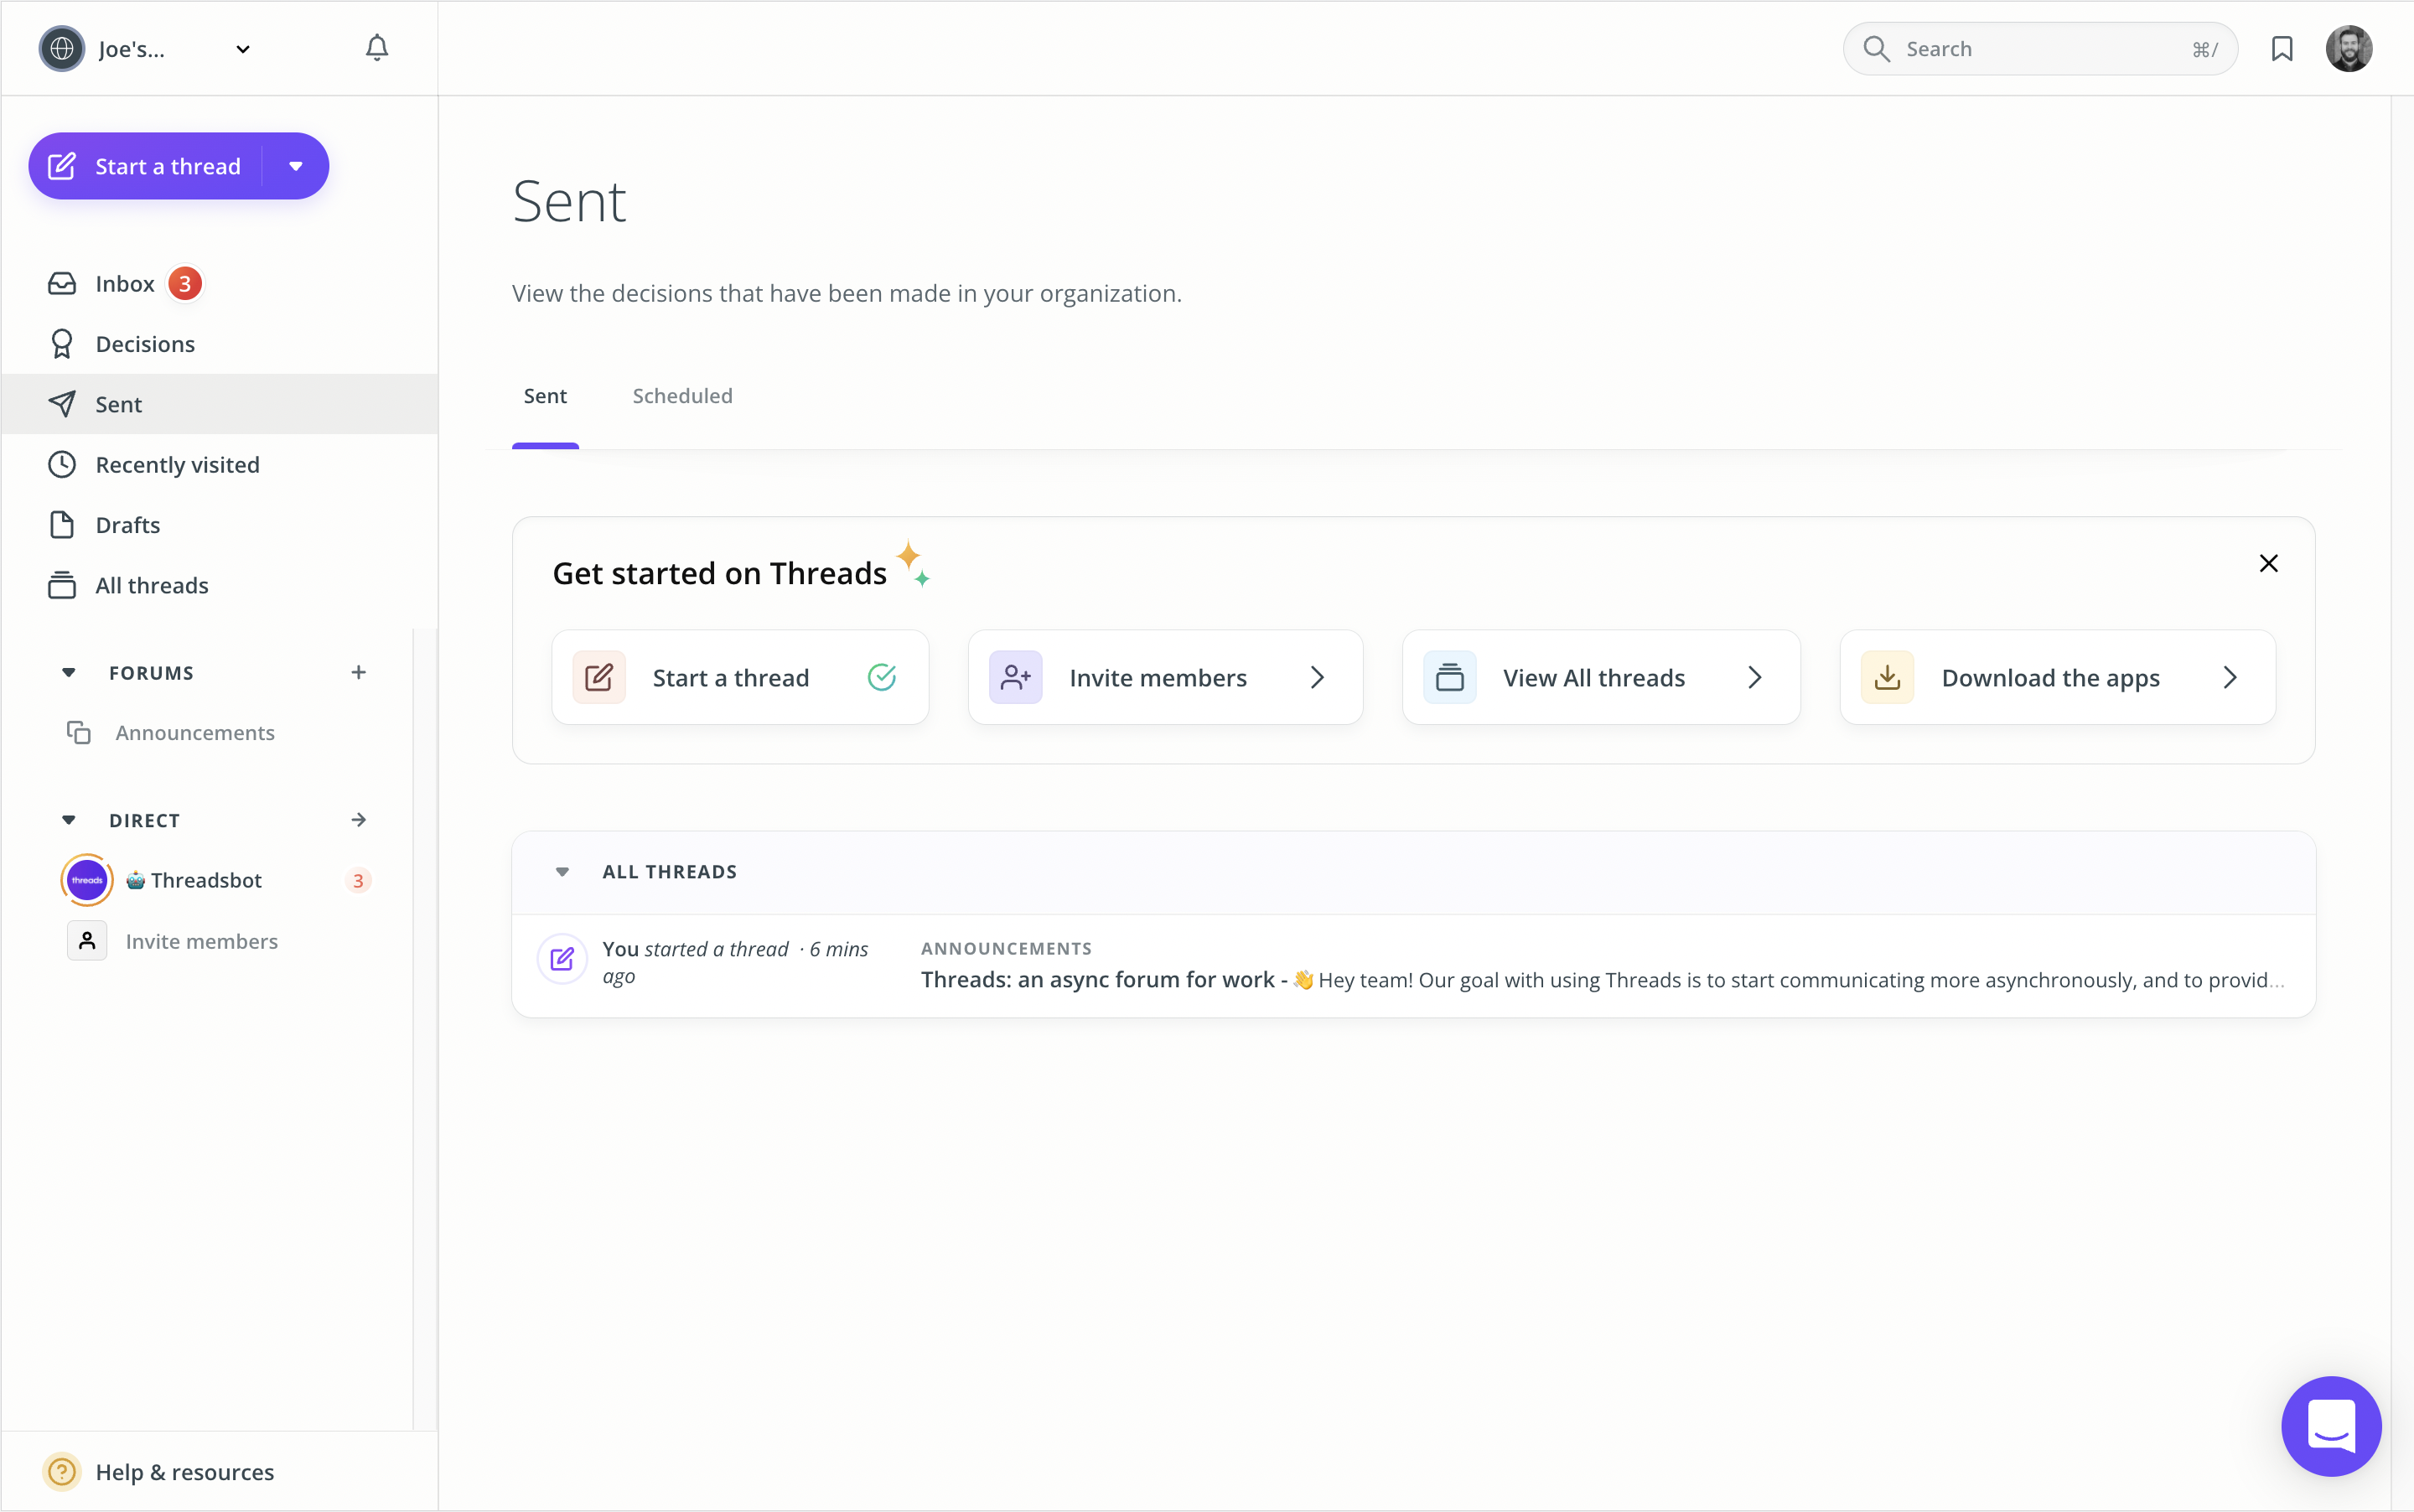 Joe's...
Search
⌘/
Start a thread
Inbox 3
Decisions
Sent
Recently visited
Drafts
All threads
FORUMS
Announcements
DIRECT
threads
🤖 Threadsbot 3
Invite members
Help & resources
Sent
View the decisions that have been made in your organization.
Sent Scheduled
Get started on Threads
Start a thread
Invite members
View All threads
Download the apps
ALL THREADS
You started a thread · 6 mins
ago
ANNOUNCEMENTS
Threads: an async forum for work - 👋 Hey team! Our goal with using Threads is to start communicating more asynchronously, and to provid...